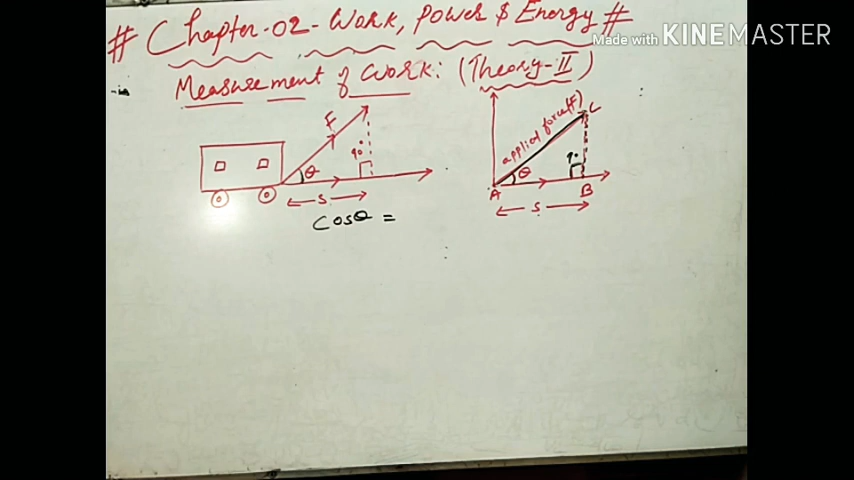 # Chapter-02-Work, Power & Energy #
Made with KINEMASTER
Measurement of Work: (Theory-II)
F
90°
θ
S
Cosθ =
applied force(F)
C
90°
θ
A
B
S